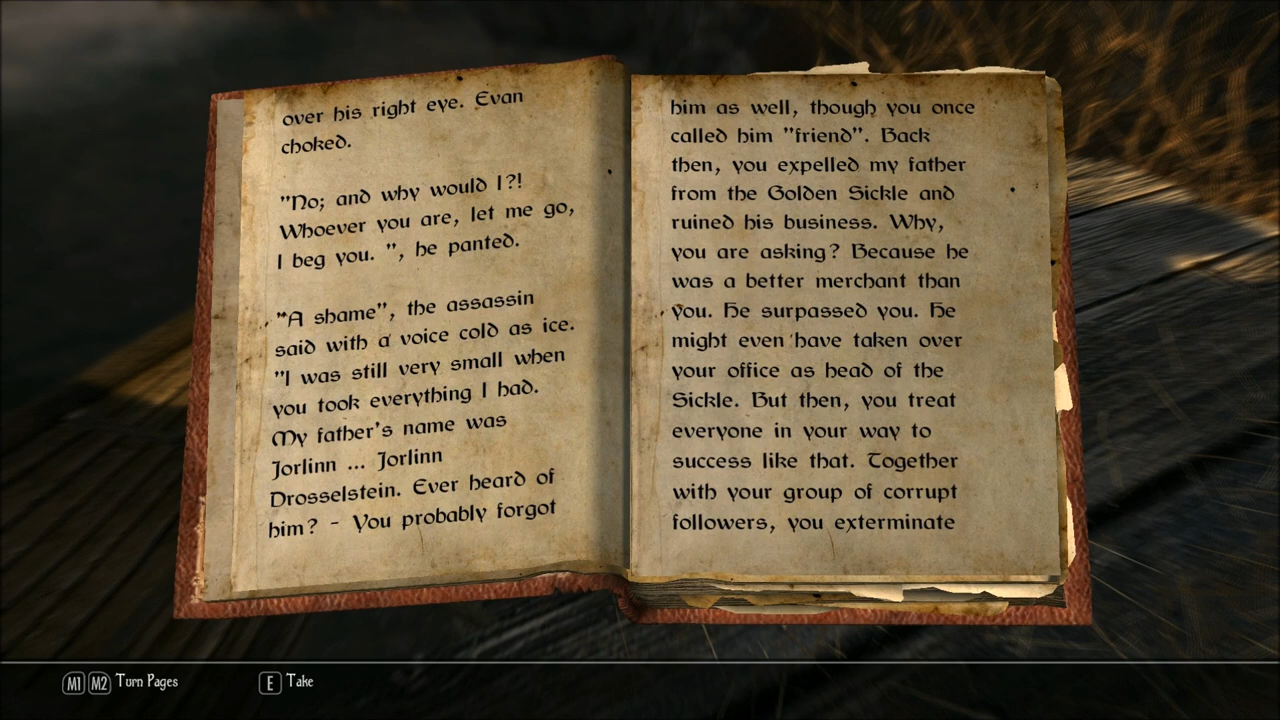 over his right eye. Evan
choked.
"No; and why would I?!
Whoever you are, let me go,
I beg you. ", he panted.
"A shame", the assassin
said with a voice cold as ice.
"I was still very small when
you took everything I had.
My father's name was
Jorlinn ... Jorlinn
Drosselstein. Ever heard of
him? - You probably forgot
him as well, though you once
called him "friend". Back
then, you expelled my father
from the Golden Sickle and
ruined his business. Why,
you are asking? Because he
was a better merchant than
you. He surpassed you. He
might even have taken over
your office as head of the
Sickle. But then, you treat
everyone in your way to
success like that. Together
with your group of corrupt
followers, you exterminate
M1 M2 Turn Pages
E Take